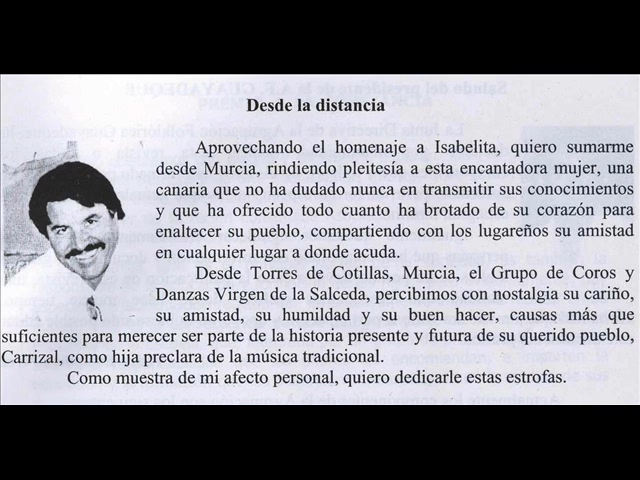 Desde la distancia
Aprovechando el homenaje a Isabelita, quiero sumarme
desde Murcia, rindiendo pleitesía a esta encantadora mujer, una
canaria que no ha dudado nunca en transmitir sus conocimientos
y que ha ofrecido todo cuanto ha brotado de su corazón para
enaltecer su pueblo, compartiendo con los lugareños su amistad
en cualquier lugar a donde acuda.
Desde Torres de Cotillas, Murcia, el Grupo de Coros y
Danzas Virgen de la Salceda, percibimos con nostalgia su cariño,
su amistad, su humildad y su buen hacer, causas más que
suficientes para merecer ser parte de la historia presente y futura de su querido pueblo,
Carrizal, como hija preclara de la música tradicional.
Como muestra de mi afecto personal, quiero dedicarle estas estrofas.